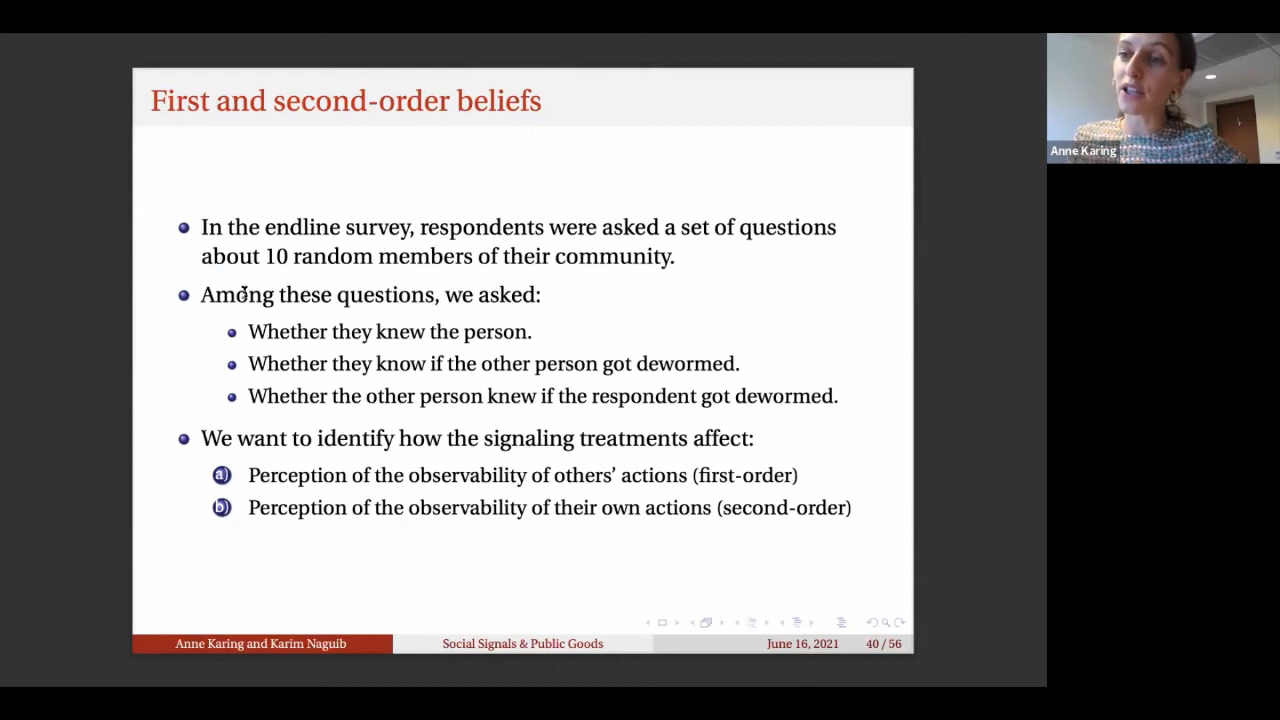 First and second-order beliefs
Anne Karing
In the endline survey, respondents were asked a set of questions
about 10 random members of their community.
Among these questions, we asked:
Whether they knew the person.
Whether they know if the other person got dewormed.
Whether the other person knew if the respondent got dewormed.
We want to identify how the signaling treatments affect:
a) Perception of the observability of others' actions (first-order)
b) Perception of the observability of their own actions (second-order)
Anne Karing and Karim Naguib
Social Signals & Public Goods
June 16, 2021
40 / 56